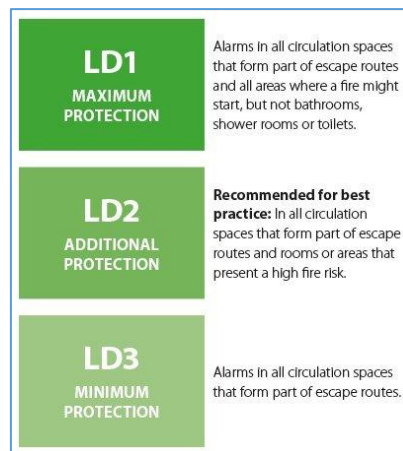 LD1
MAXIMUM
PROTECTION
Alarms in all circulation spaces
that form part of escape routes
and all areas where a fire might
start, but not bathrooms,
shower rooms or toilets.
LD2
ADDITIONAL
PROTECTION
Recommended for best
practice: In all circulation
spaces that form part of escape
routes and rooms or areas that
present a high fire risk.
LD3
MINIMUM
PROTECTION
Alarms in all circulation spaces
that form part of escape routes.